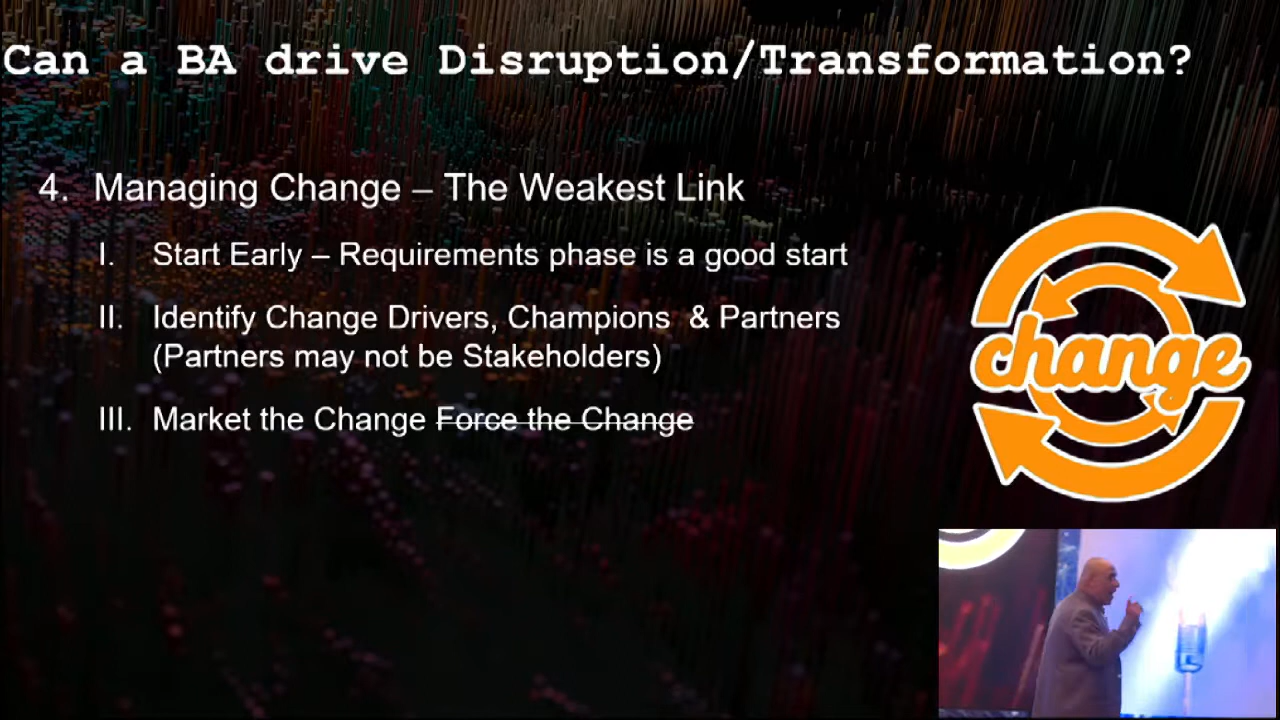 Can a BA drive Disruption/Transformation?
4. Managing Change – The Weakest Link
I. Start Early – Requirements phase is a good start
II. Identify Change Drivers, Champions & Partners
(Partners may not be Stakeholders)
III. Market the Change Force the Change
change